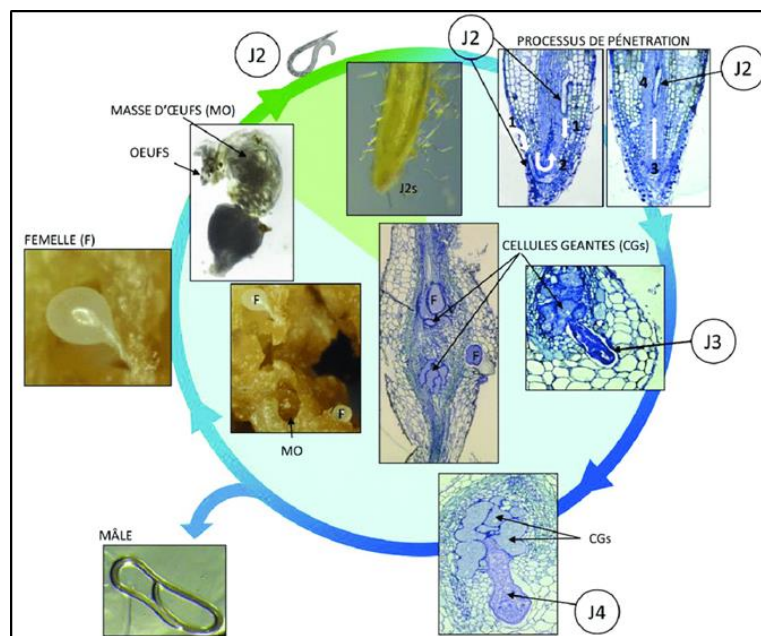 J2
PROCESSUS DE PÉNETRATION
J2
J2
MASSE D'ŒUFS (MO)
OEUFS
J2s
1
1
2
4
3
FEMELLE (F)
CELLULES GEANTES (CGs)
F
F
F
F
J3
MO
MÂLE
CGs
J4